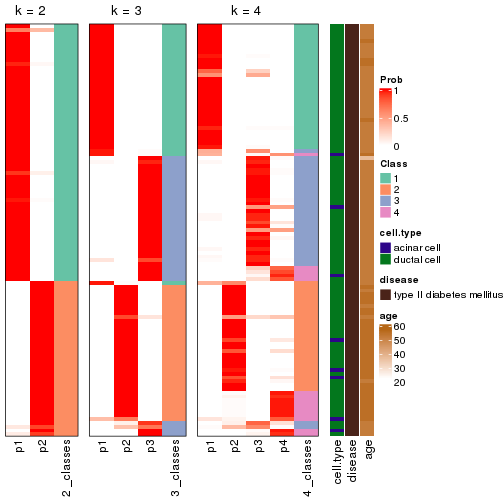 k = 2
k = 3
k = 4
p1
p2
2_classes
p1
p2
p3
3_classes
p1
p2
p3
p4
4_classes
cell.type
disease
age
Prob
1
0.5
0
Class
1
2
3
4
cell.type
acinar cell
ductal cell
disease
type II diabetes mellitus
age
60
50
40
30
20